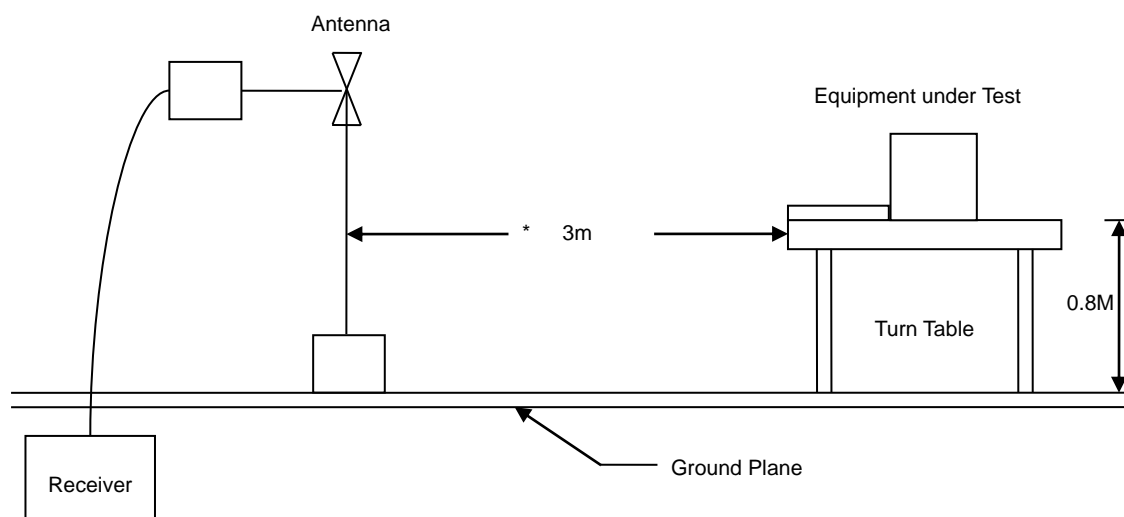 Antenna
Equipment under Test
* 3m
0.8M
Turn Table
Ground Plane
Receiver